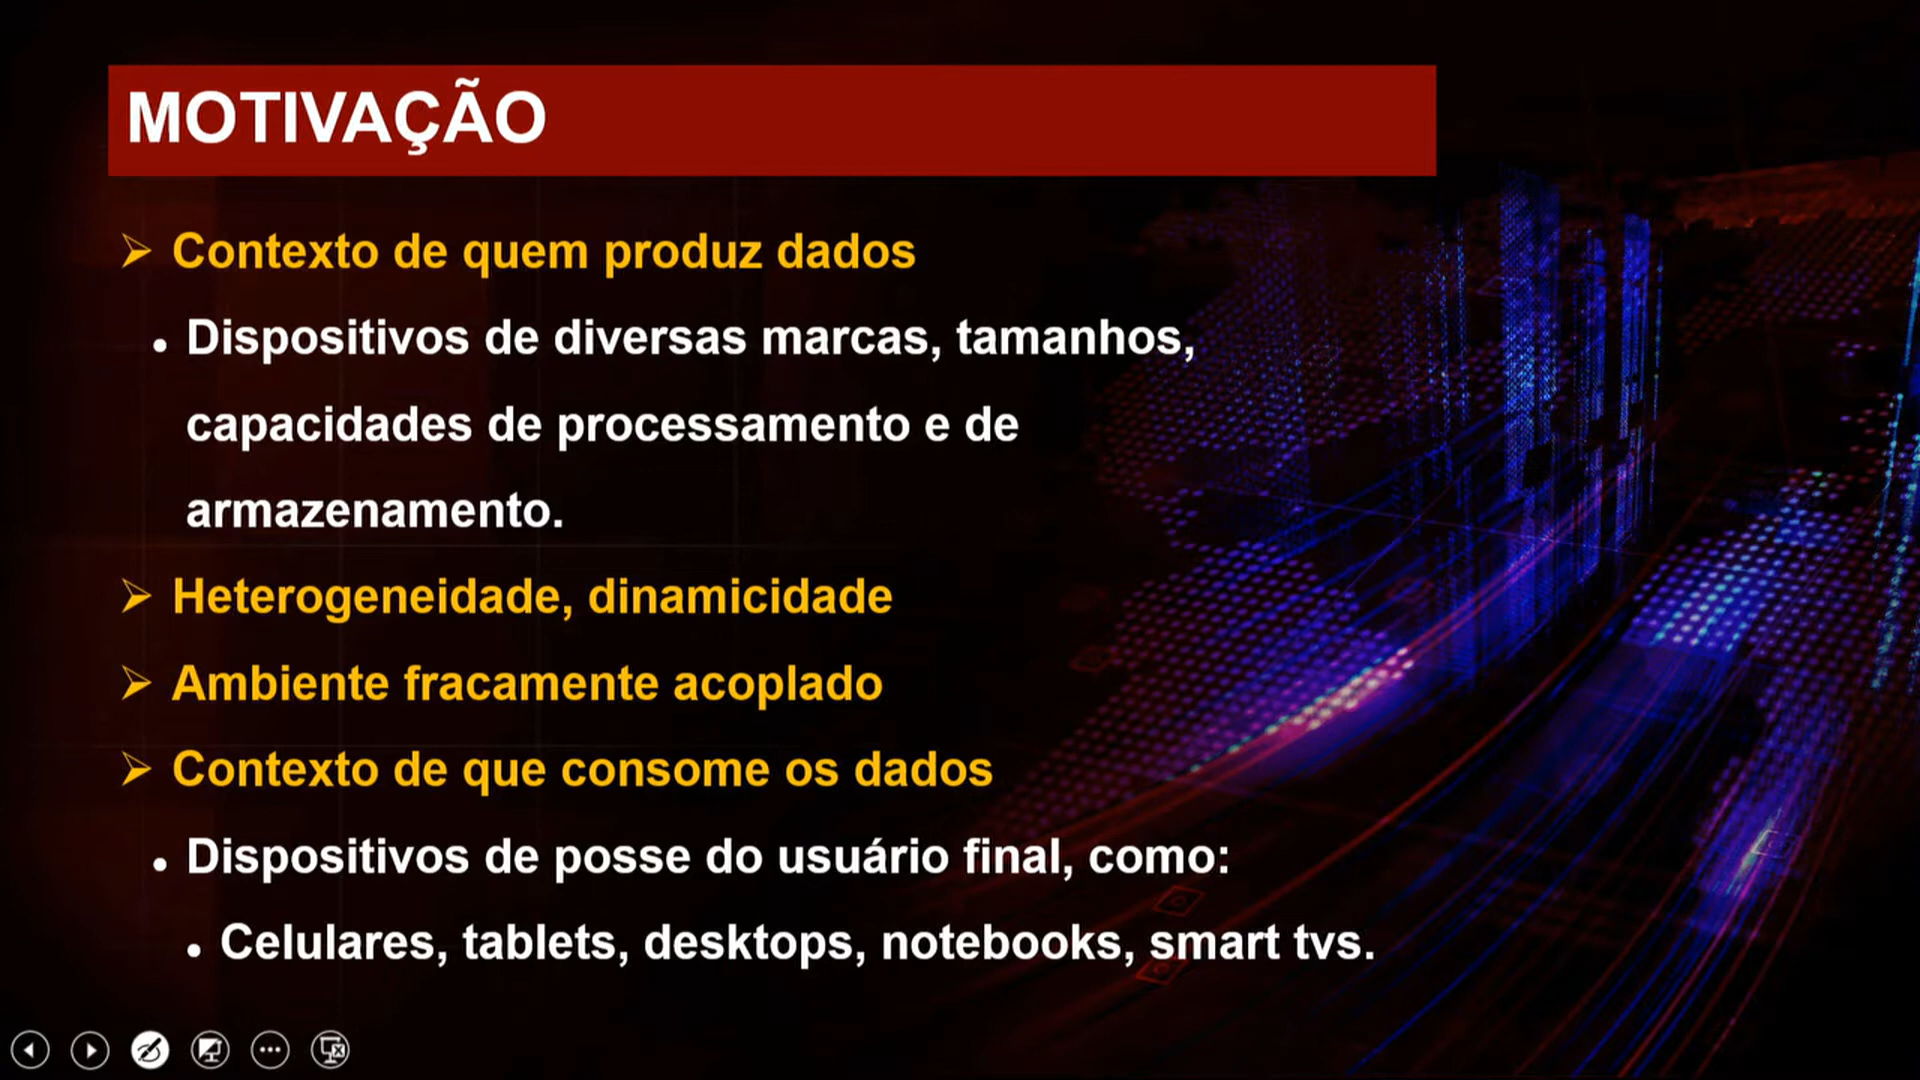 MOTIVAÇÃO
Contexto de quem produz dados
Dispositivos de diversas marcas, tamanhos,
capacidades de processamento e de
armazenamento.
Heterogeneidade, dinamicidade
Ambiente fracamente acoplado
Contexto de que consome os dados
Dispositivos de posse do usuário final, como:
Celulares, tablets, desktops, notebooks, smart tvs.